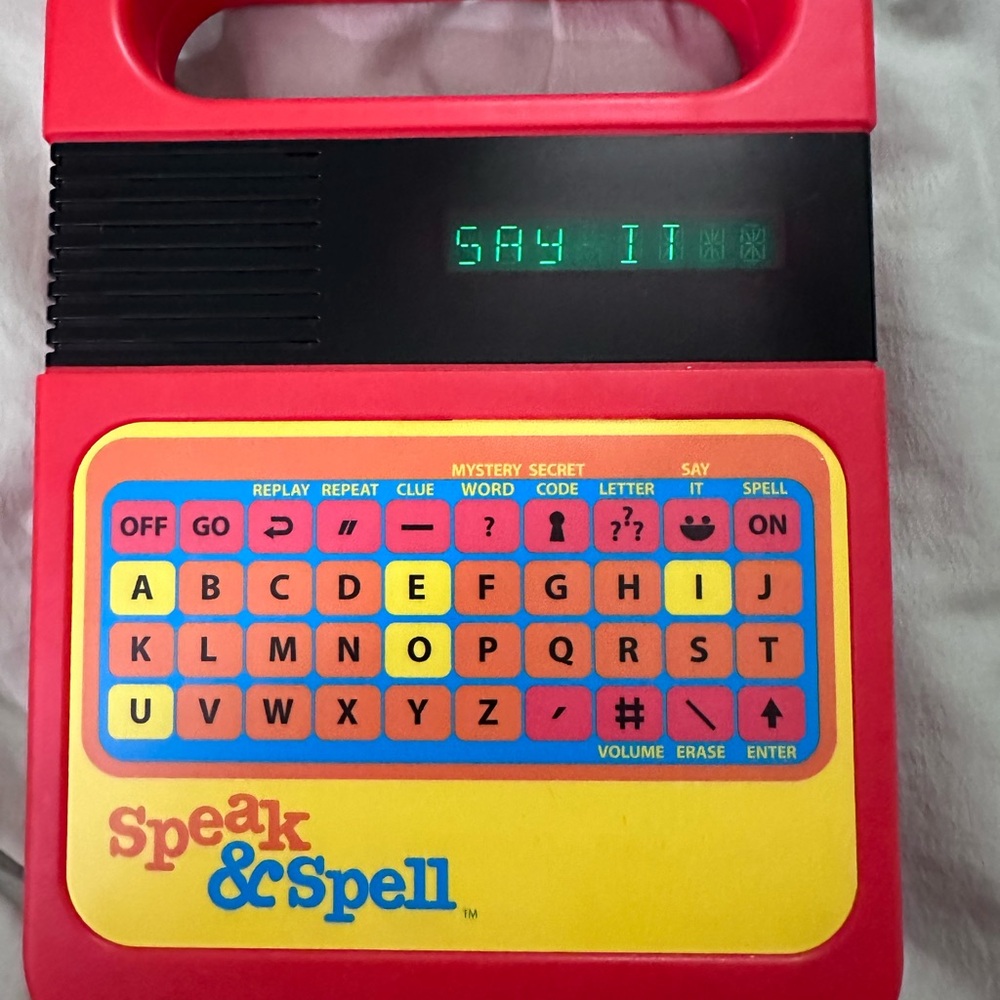 SAY IT
MYSTERY SECRET SAY
REPLAY REPEAT CLUE WORD CODE LETTER IT SPELL
OFF GO ? ? ? ? ON
A B C D E F G H I J
K L M N O P Q R S T
U V W X Y Z ' # \
VOLUME ERASE ENTER
Speak
&Spell
TM